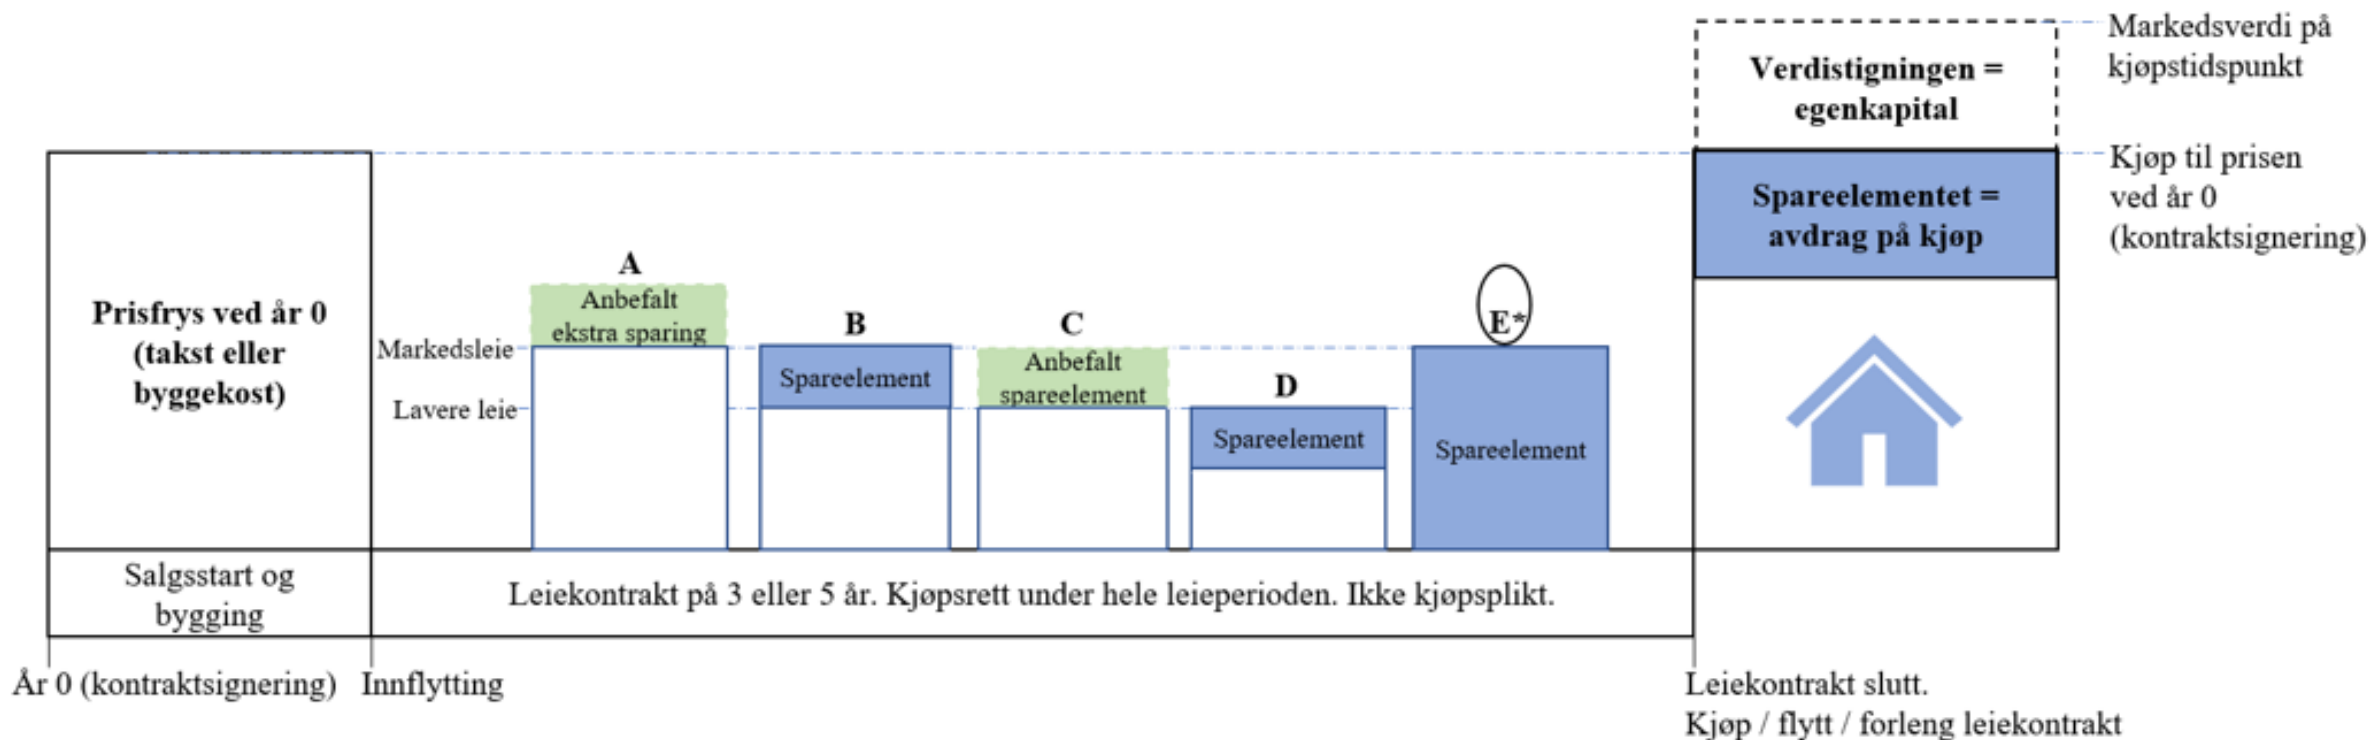 Markedsverdi på
kjøpstidspunkt
Verdistigningen =
egenkapital
Kjøp til prisen
ved år 0
(kontraktsignering)
Spareelementet =
avdrag på kjøp
Prisfrys ved år 0
(takst eller
byggekost)
Markedsleie
Lavere leie
A
Anbefalt
ekstra sparing
B
Spareelement
C
Anbefalt
spareelement
D
Spareelement
E*
Spareelement
Salgsstart og
bygging
Leiekontrakt på 3 eller 5 år. Kjøpsrett under hele leieperioden. Ikke kjøpsplikt.
År 0 (kontraktsignering)
Innflytting
Leiekontrakt slutt.
Kjøp / flytt / forleng leiekontrakt